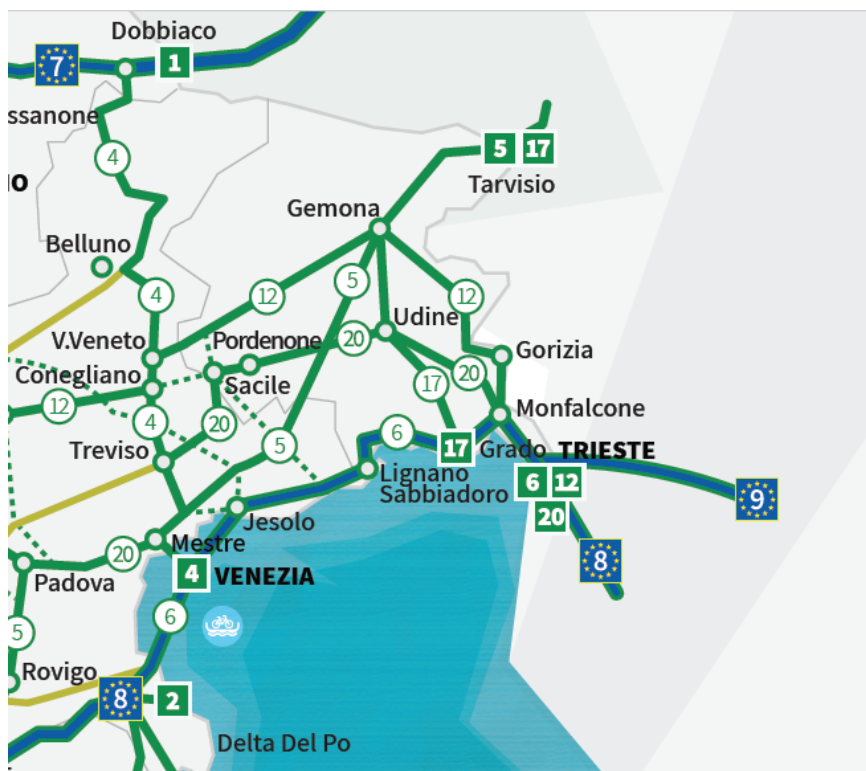 Dobbiaco
7
1
ssanone
4
5
17
Tarvisio
Gemona
Belluno
5
4
12
12
Udine
V.Veneto
Pordenone
20
Gorizia
Conegliano
Sacile
17
20
12
4
20
Monfalcone
6
5
17
Grado
TRIESTE
Treviso
Lignano
Sabbiadoro
6
12
9
20
Jesolo
Mestre
20
4
VENEZIA
8
Padova
6
5
Rovigo
8
2
Delta Del Po